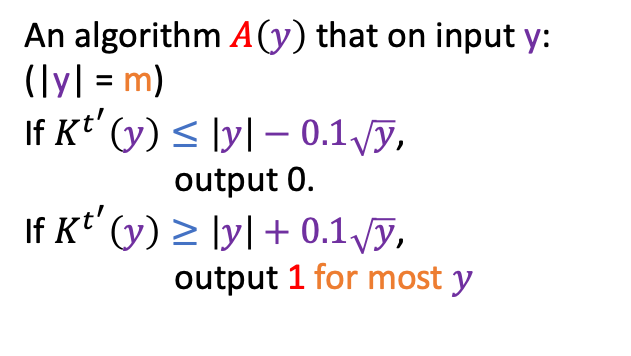 An algorithm A(y) that on input y:
(|y| = m)
If K^{t'}(y) ≤ |y| − 0.1√y,
output 0.
If K^{t'}(y) ≥ |y| + 0.1√y,
output 1 for most y